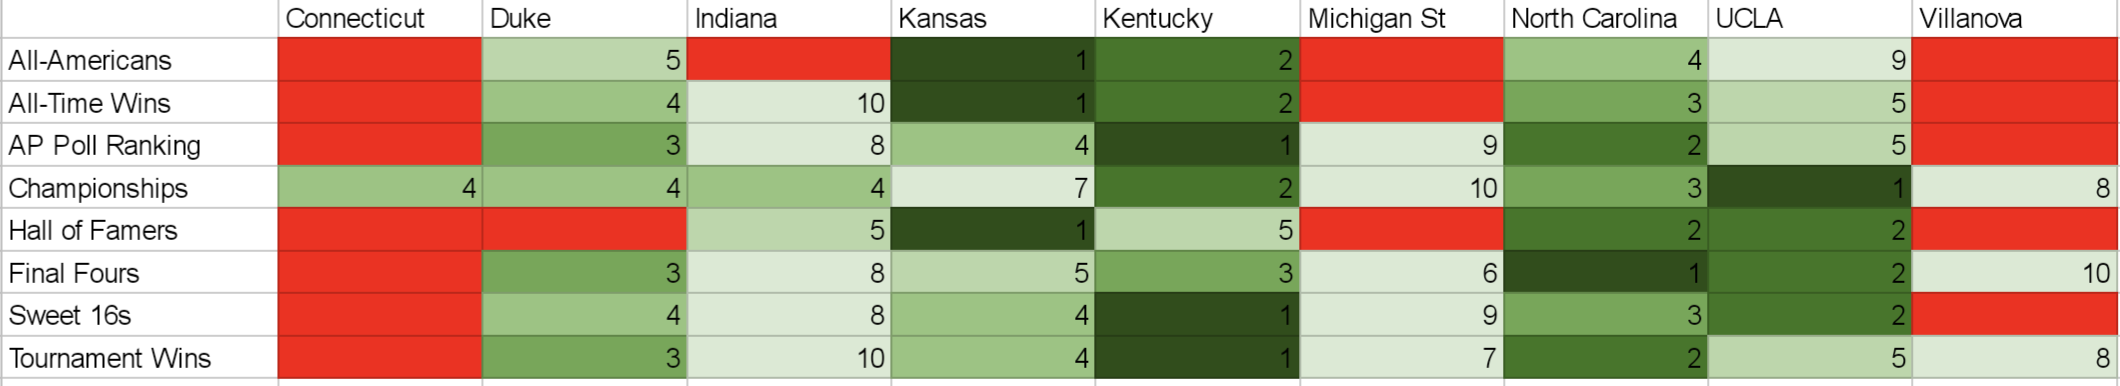 Connecticut Duke Indiana Kansas Kentucky Michigan St North Carolina UCLA Villanova
All-Americans 5 1 2 4 9
All-Time Wins 4 10 1 2 3 5
AP Poll Ranking 3 8 4 1 9 2 5
Championships 4 4 4 7 2 10 3 1 8
Hall of Famers 5 1 5 2 2
Final Fours 3 8 5 3 6 1 2 10
Sweet 16s 4 8 4 1 9 3 2
Tournament Wins 3 10 4 1 7 2 5 8